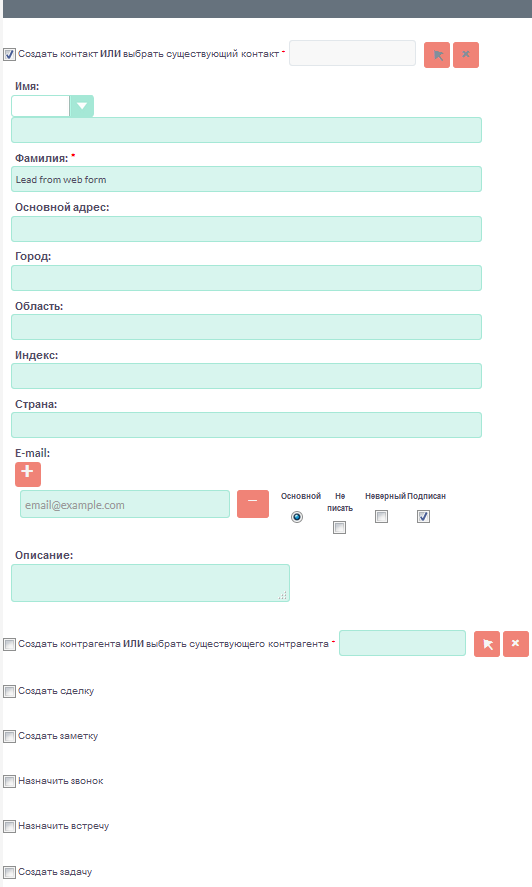 Создать контакт ИЛИ выбрать существующий контакт -
Имя:
Фамилия: *
Lead from web form
Основной адрес:
Город:
Область:
Индекс:
Страна:
E-mail:
Основной Не писать Неверный Подписан
email@example.com
Описание:
Создать контрагента ИЛИ выбрать существующего контрагента -
Создать сделку
Создать заметку
Назначить звонок
Назначить встречу
Создать задачу